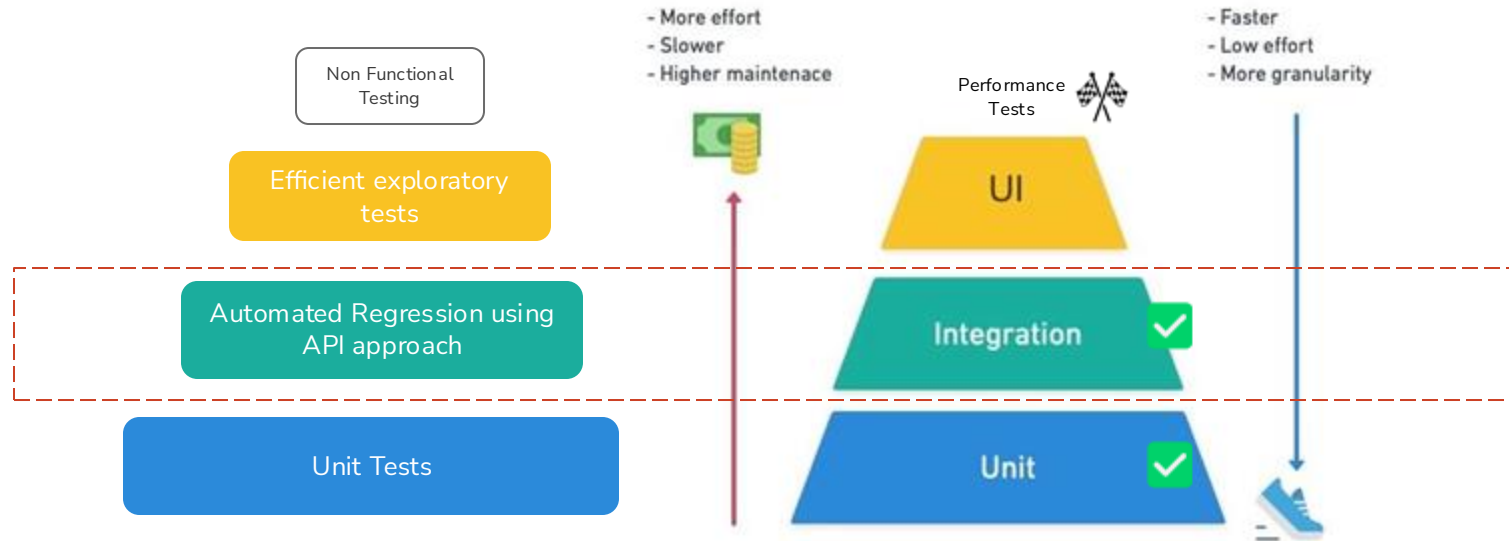 Non Functional
Testing
Efficient exploratory
tests
Automated Regression using
API approach
Unit Tests
- More effort
- Slower
- Higher maintenace
Performance
Tests
- Faster
- Low effort
- More granularity
UI
Integration
Unit